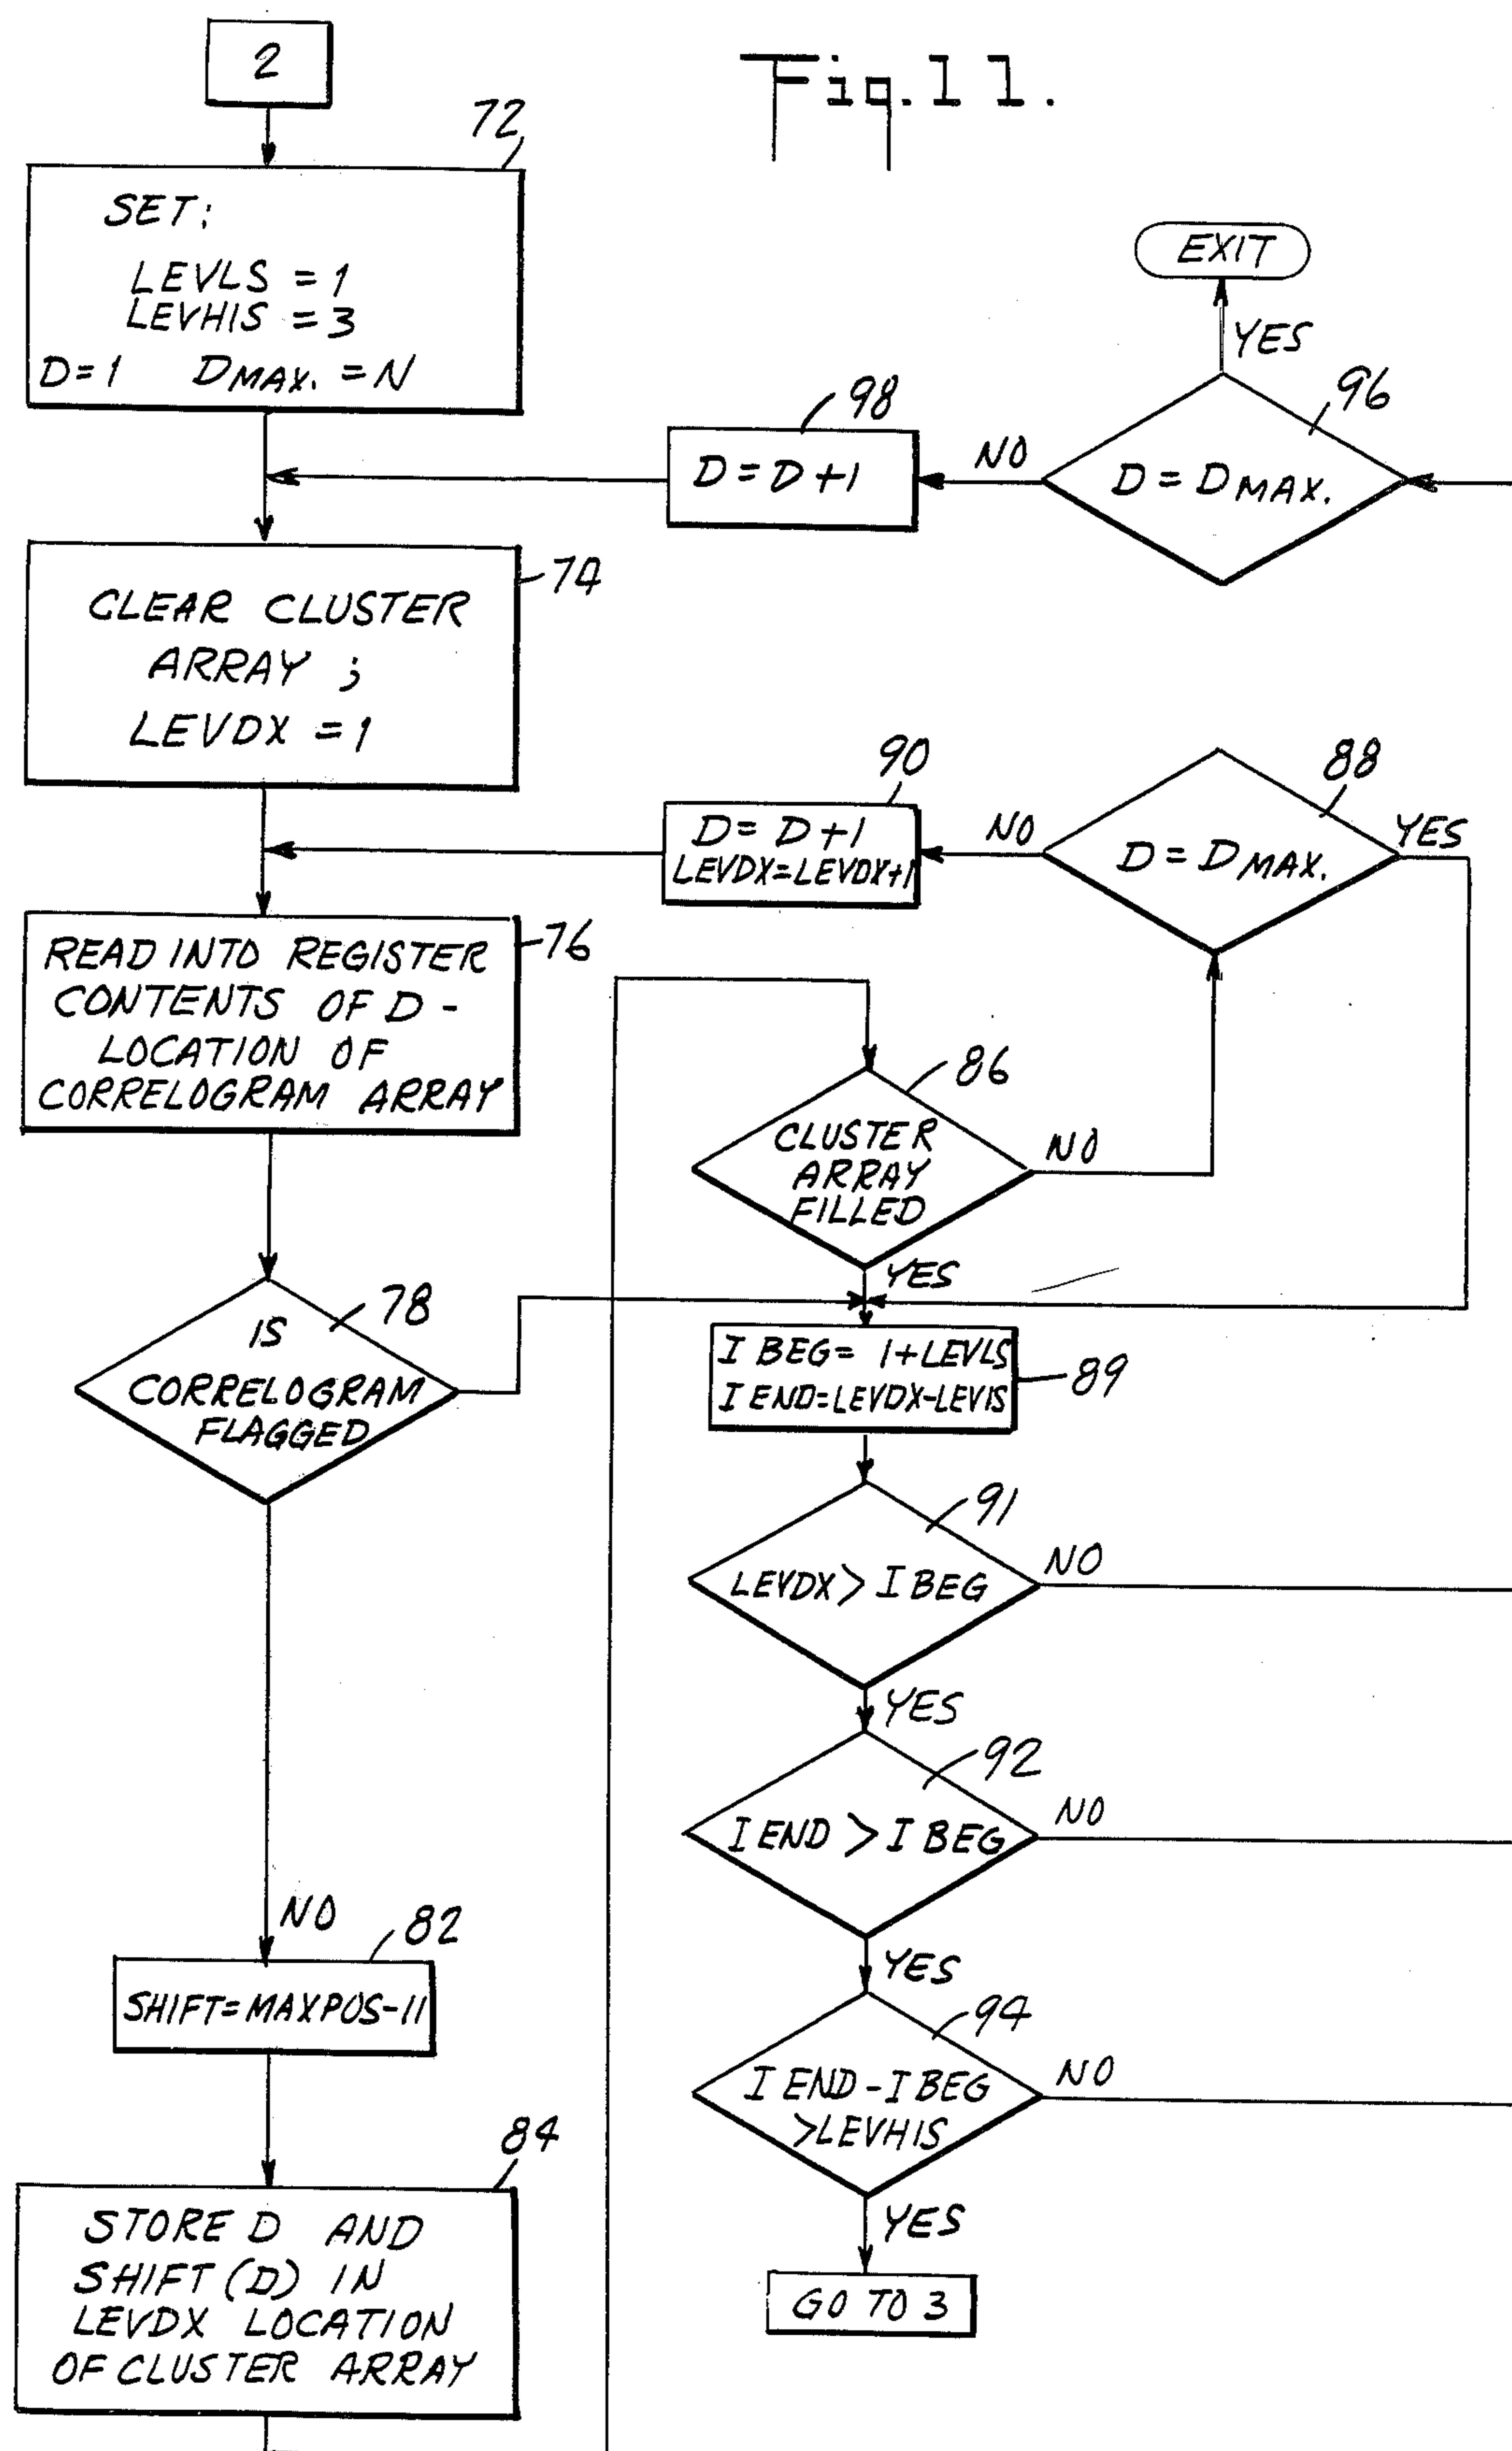 Fig.11.
2
72
SET:
LEVLS = 1
LEVHIS = 3
D=1 DMAX. = N
EXIT
YES
96
D = DMAX.
NO
98
D = D+1
74
CLEAR CLUSTER
ARRAY ;
LEVDX = 1
88
D = DMAX.
YES
NO
90
D = D+1
LEVDX=LEVDX+1
76
READ INTO REGISTER
CONTENTS OF D -
LOCATION OF
CORRELOGRAM ARRAY
86
CLUSTER
ARRAY
FILLED
NO
YES
78
IS
CORRELOGRAM
FLAGGED
I BEG= 1+LEVLS
I END=LEVDX-LEVIS
89
91
LEVDX > I BEG
NO
YES
92
I END > I BEG
NO
YES
NO
82
SHIFT=MAXPOS-11
94
I END - I BEG
>LEVHIS
NO
YES
GO TO 3
84
STORE D AND
SHIFT (D) IN
LEVDX LOCATION
OF CLUSTER ARRAY